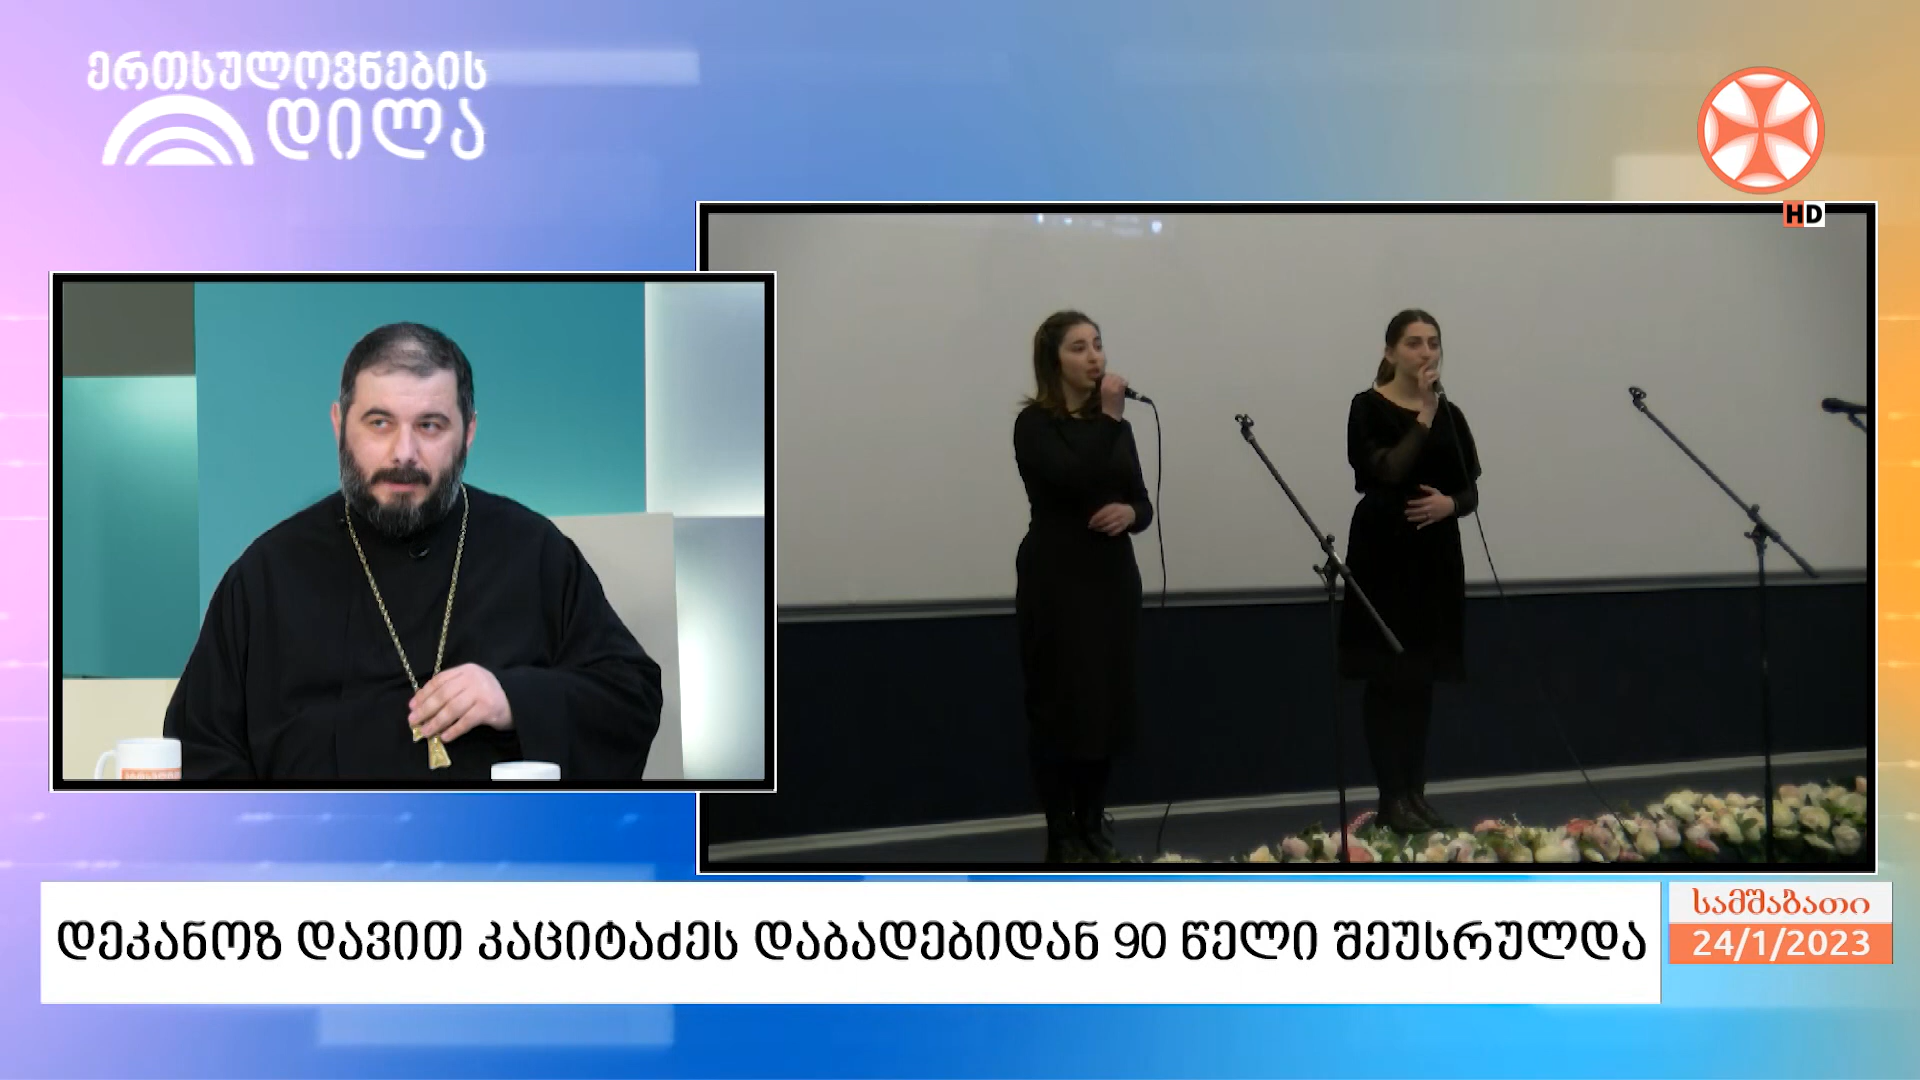 ერთსულოვნების
დილა
HD
დეკანოზ დავით კაციტაძეს დაბადებიდან 90 წელი შეუსრულდა
სამშაბათი
24/1/2023